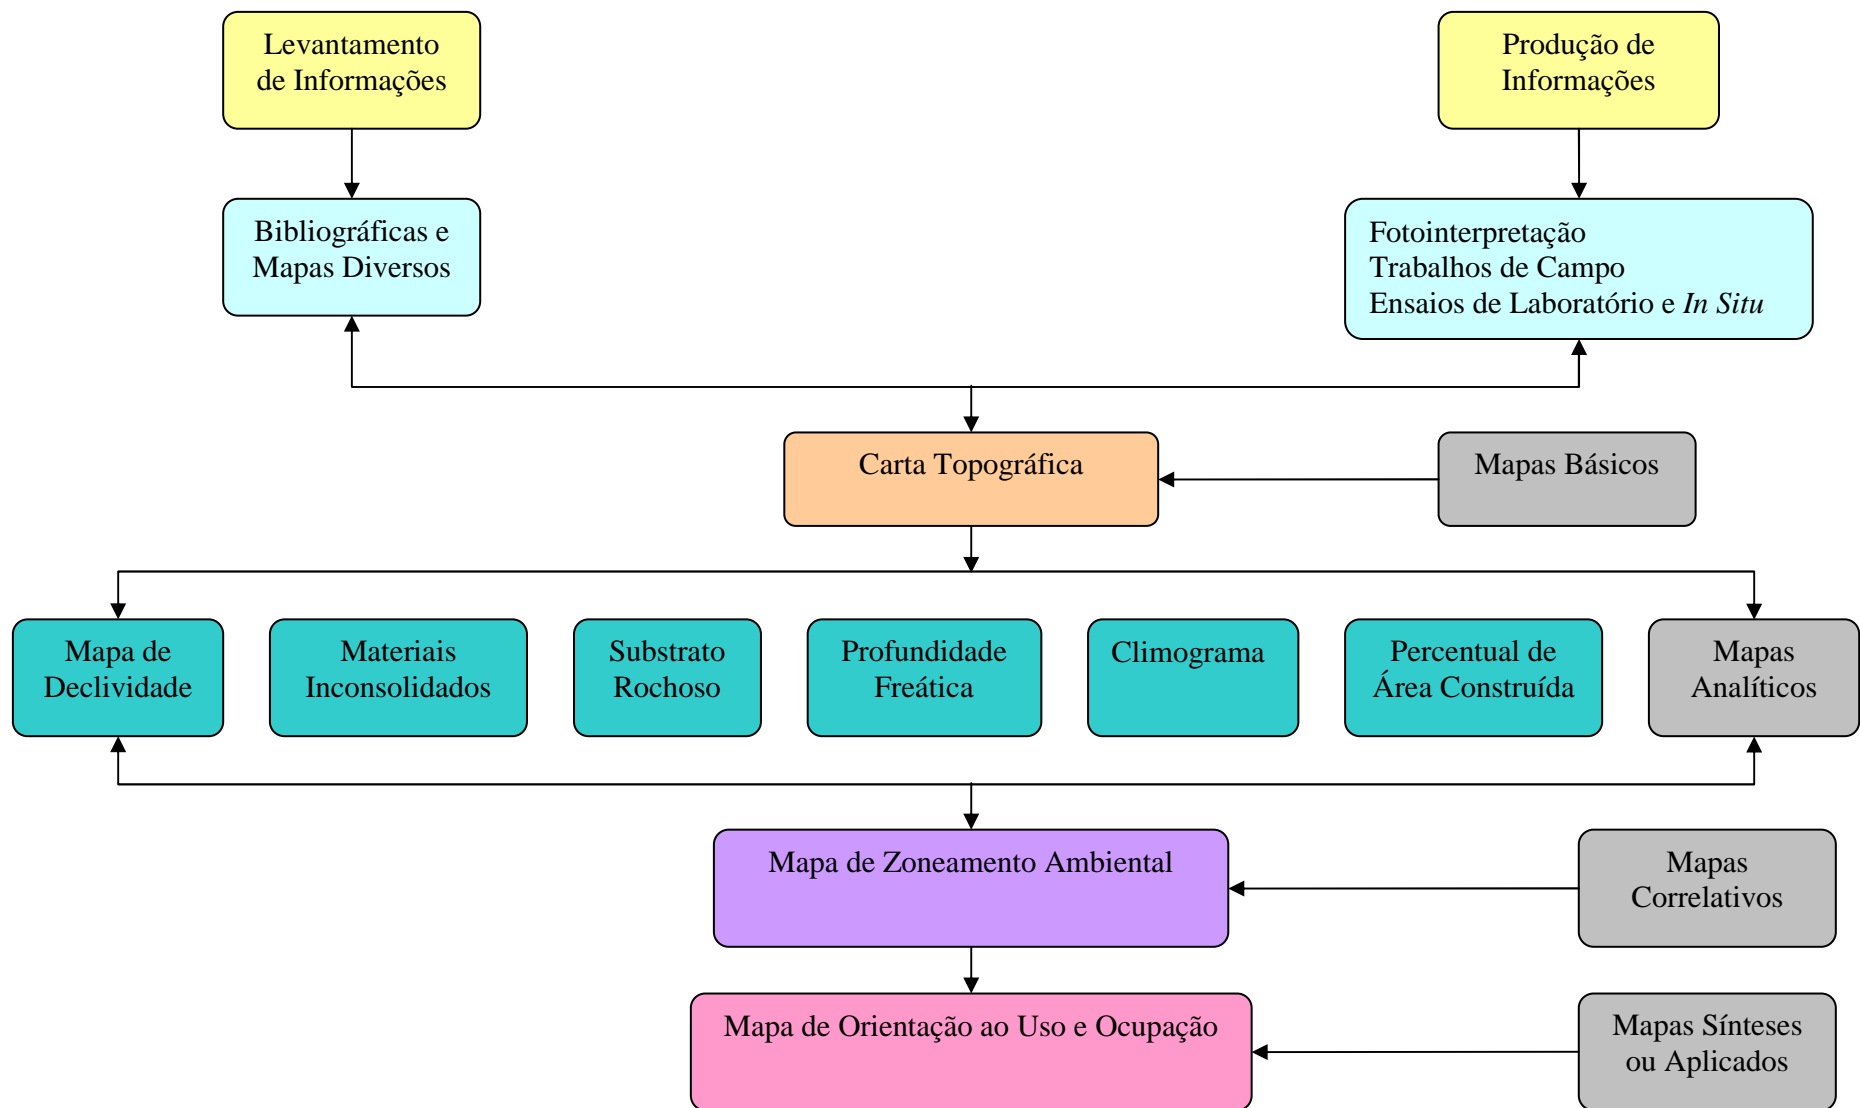 Levantamento
de Informações
Produção de
Informações
Bibliográficas e
Mapas Diversos
Fotointerpretação
Trabalhos de Campo
Ensaios de Laboratório e In Situ
Carta Topográfica
Mapas Básicos
Mapa de
Declividade
Materiais
Inconsolidados
Substrato
Rochoso
Profundidade
Freática
Climograma
Percentual de
Área Construída
Mapas
Analíticos
Mapa de Zoneamento Ambiental
Mapas
Correlativos
Mapa de Orientação ao Uso e Ocupação
Mapas Sínteses
ou Aplicados